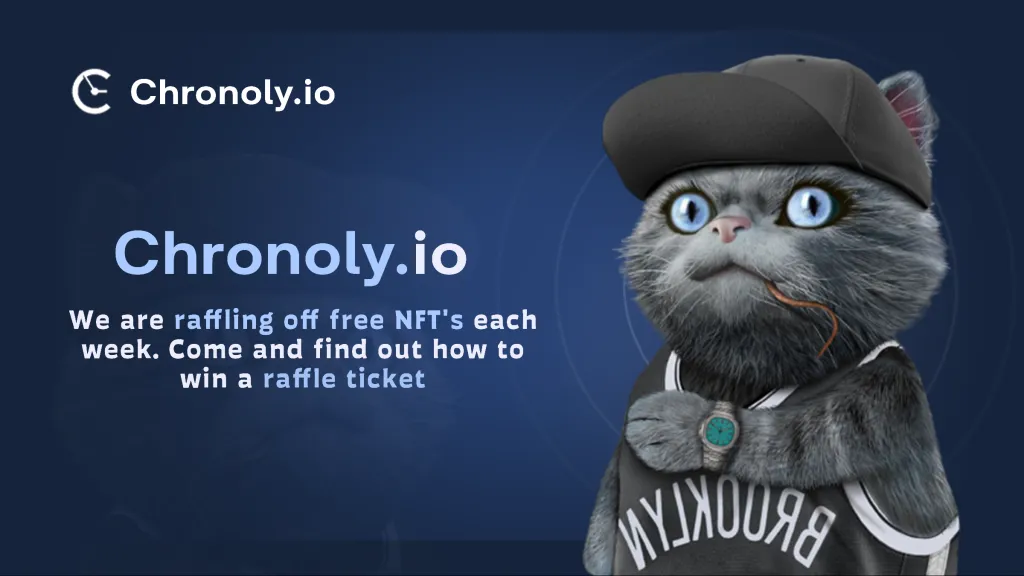 Chronoly.io
Chronoly.io
We are raffling off free NFT's each
week. Come and find out how to
win a raffle ticket
BROOKLYN